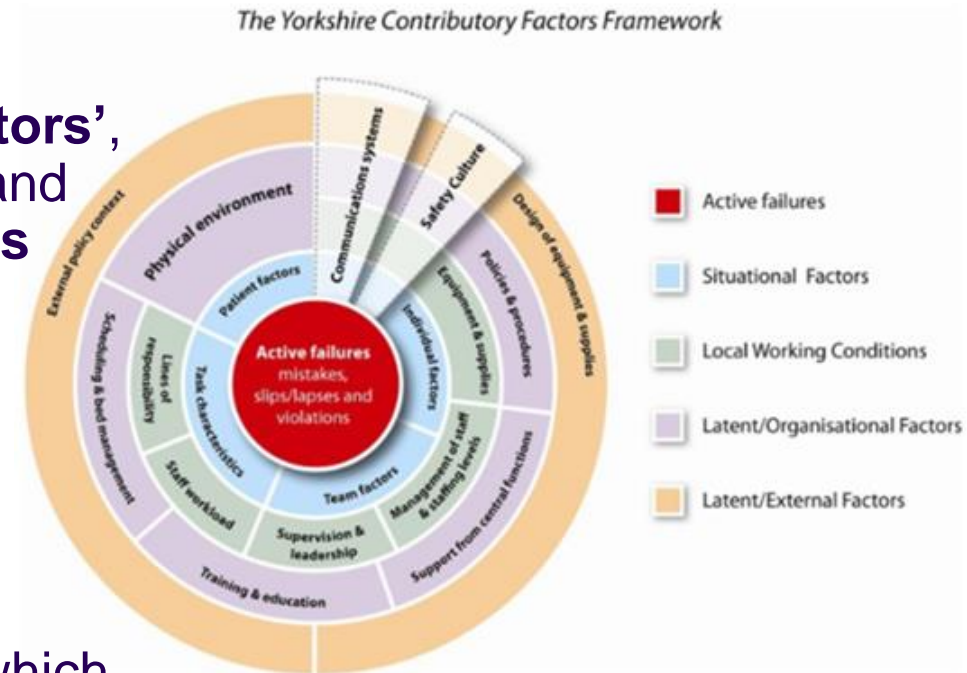 The Yorkshire Contributory Factors Framework
tors’,
and
s
which
External policy context
Design of equipment & supplies
Physical environment
Communications systems
Safety Culture
Policies & procedures
Support from central functions
Training & education
Scheduling & bed management
Lines of
responsibility
Staff workload
Supervision &
leadership
Management of staff
& staffing levels
Equipment & supplies
Patient factors
Individual factors
Team factors
Task characteristics
Active failures
mistakes,
slips/lapses and
violations
Active failures
Situational Factors
Local Working Conditions
Latent/Organisational Factors
Latent/External Factors